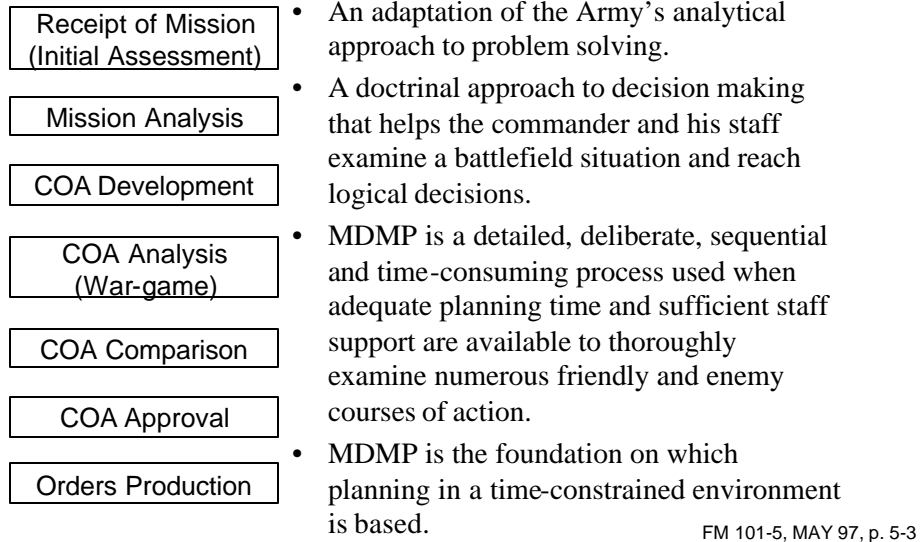 Receipt of Mission
(Initial Assessment)
Mission Analysis
COA Development
COA Analysis
(War-game)
COA Comparison
COA Approval
Orders Production
• An adaptation of the Army’s analytical
approach to problem solving.
• A doctrinal approach to decision making
that helps the commander and his staff
examine a battlefield situation and reach
logical decisions.
• MDMP is a detailed, deliberate, sequential
and time-consuming process used when
adequate planning time and sufficient staff
support are available to thoroughly
examine numerous friendly and enemy
courses of action.
• MDMP is the foundation on which
planning in a time-constrained environment
is based.
FM 101-5, MAY 97, p. 5-3